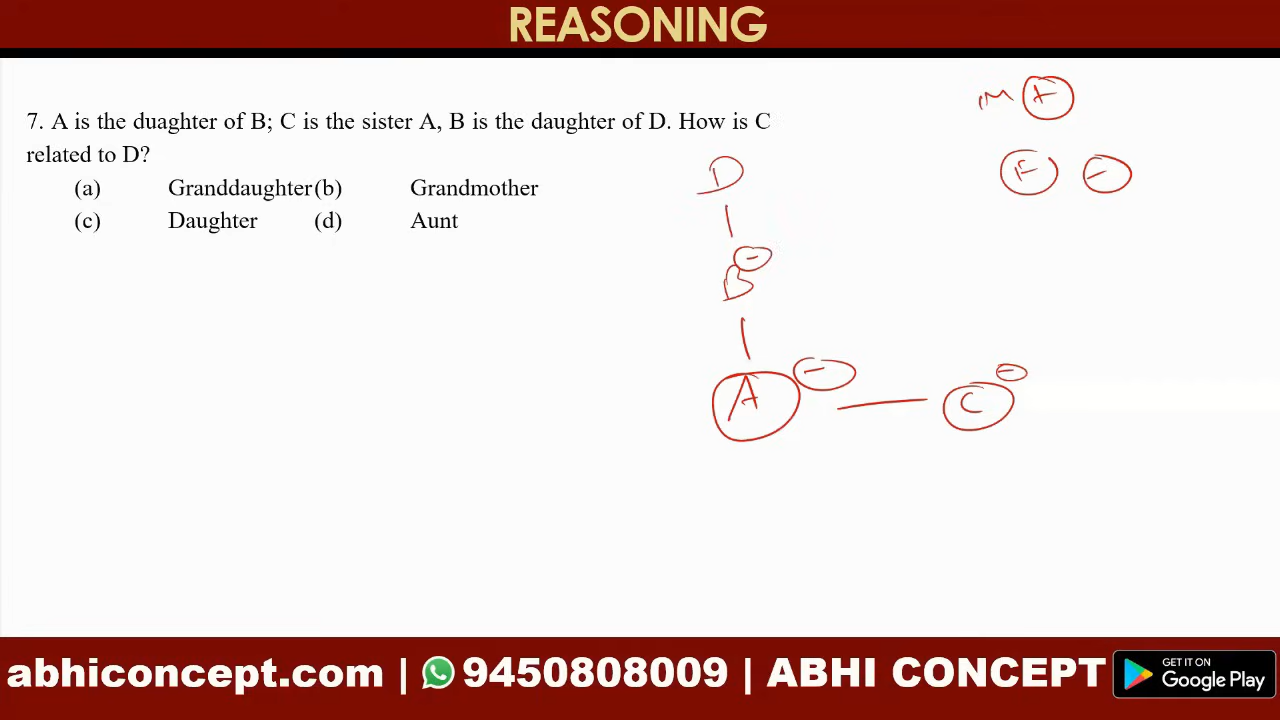 REASONING
7. A is the duaghter of B; C is the sister A, B is the daughter of D. How is C
related to D?
(a) Granddaughter (b) Grandmother
(c) Daughter (d) Aunt
M +
F -
D
B -
A - C -
abhiconcept.com | 9450808009 | ABHI CONCEPT
GET IT ON
Google Play